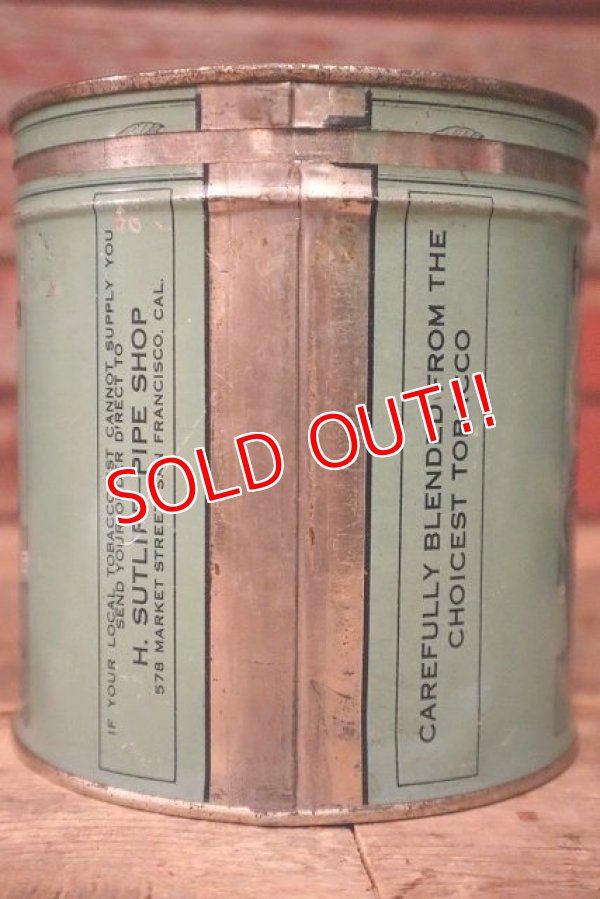 IF YOUR LOCAL TOBACCONIST CANNOT SUPPLY YOU
SEND YOUR ORDER DIRECT TO
H. SUTLIFF PIPE SHOP
578 MARKET STREET, SAN FRANCISCO, CAL.
CAREFULLY BLENDED FROM THE
CHOICEST TOBACCO
SOLD OUT!!